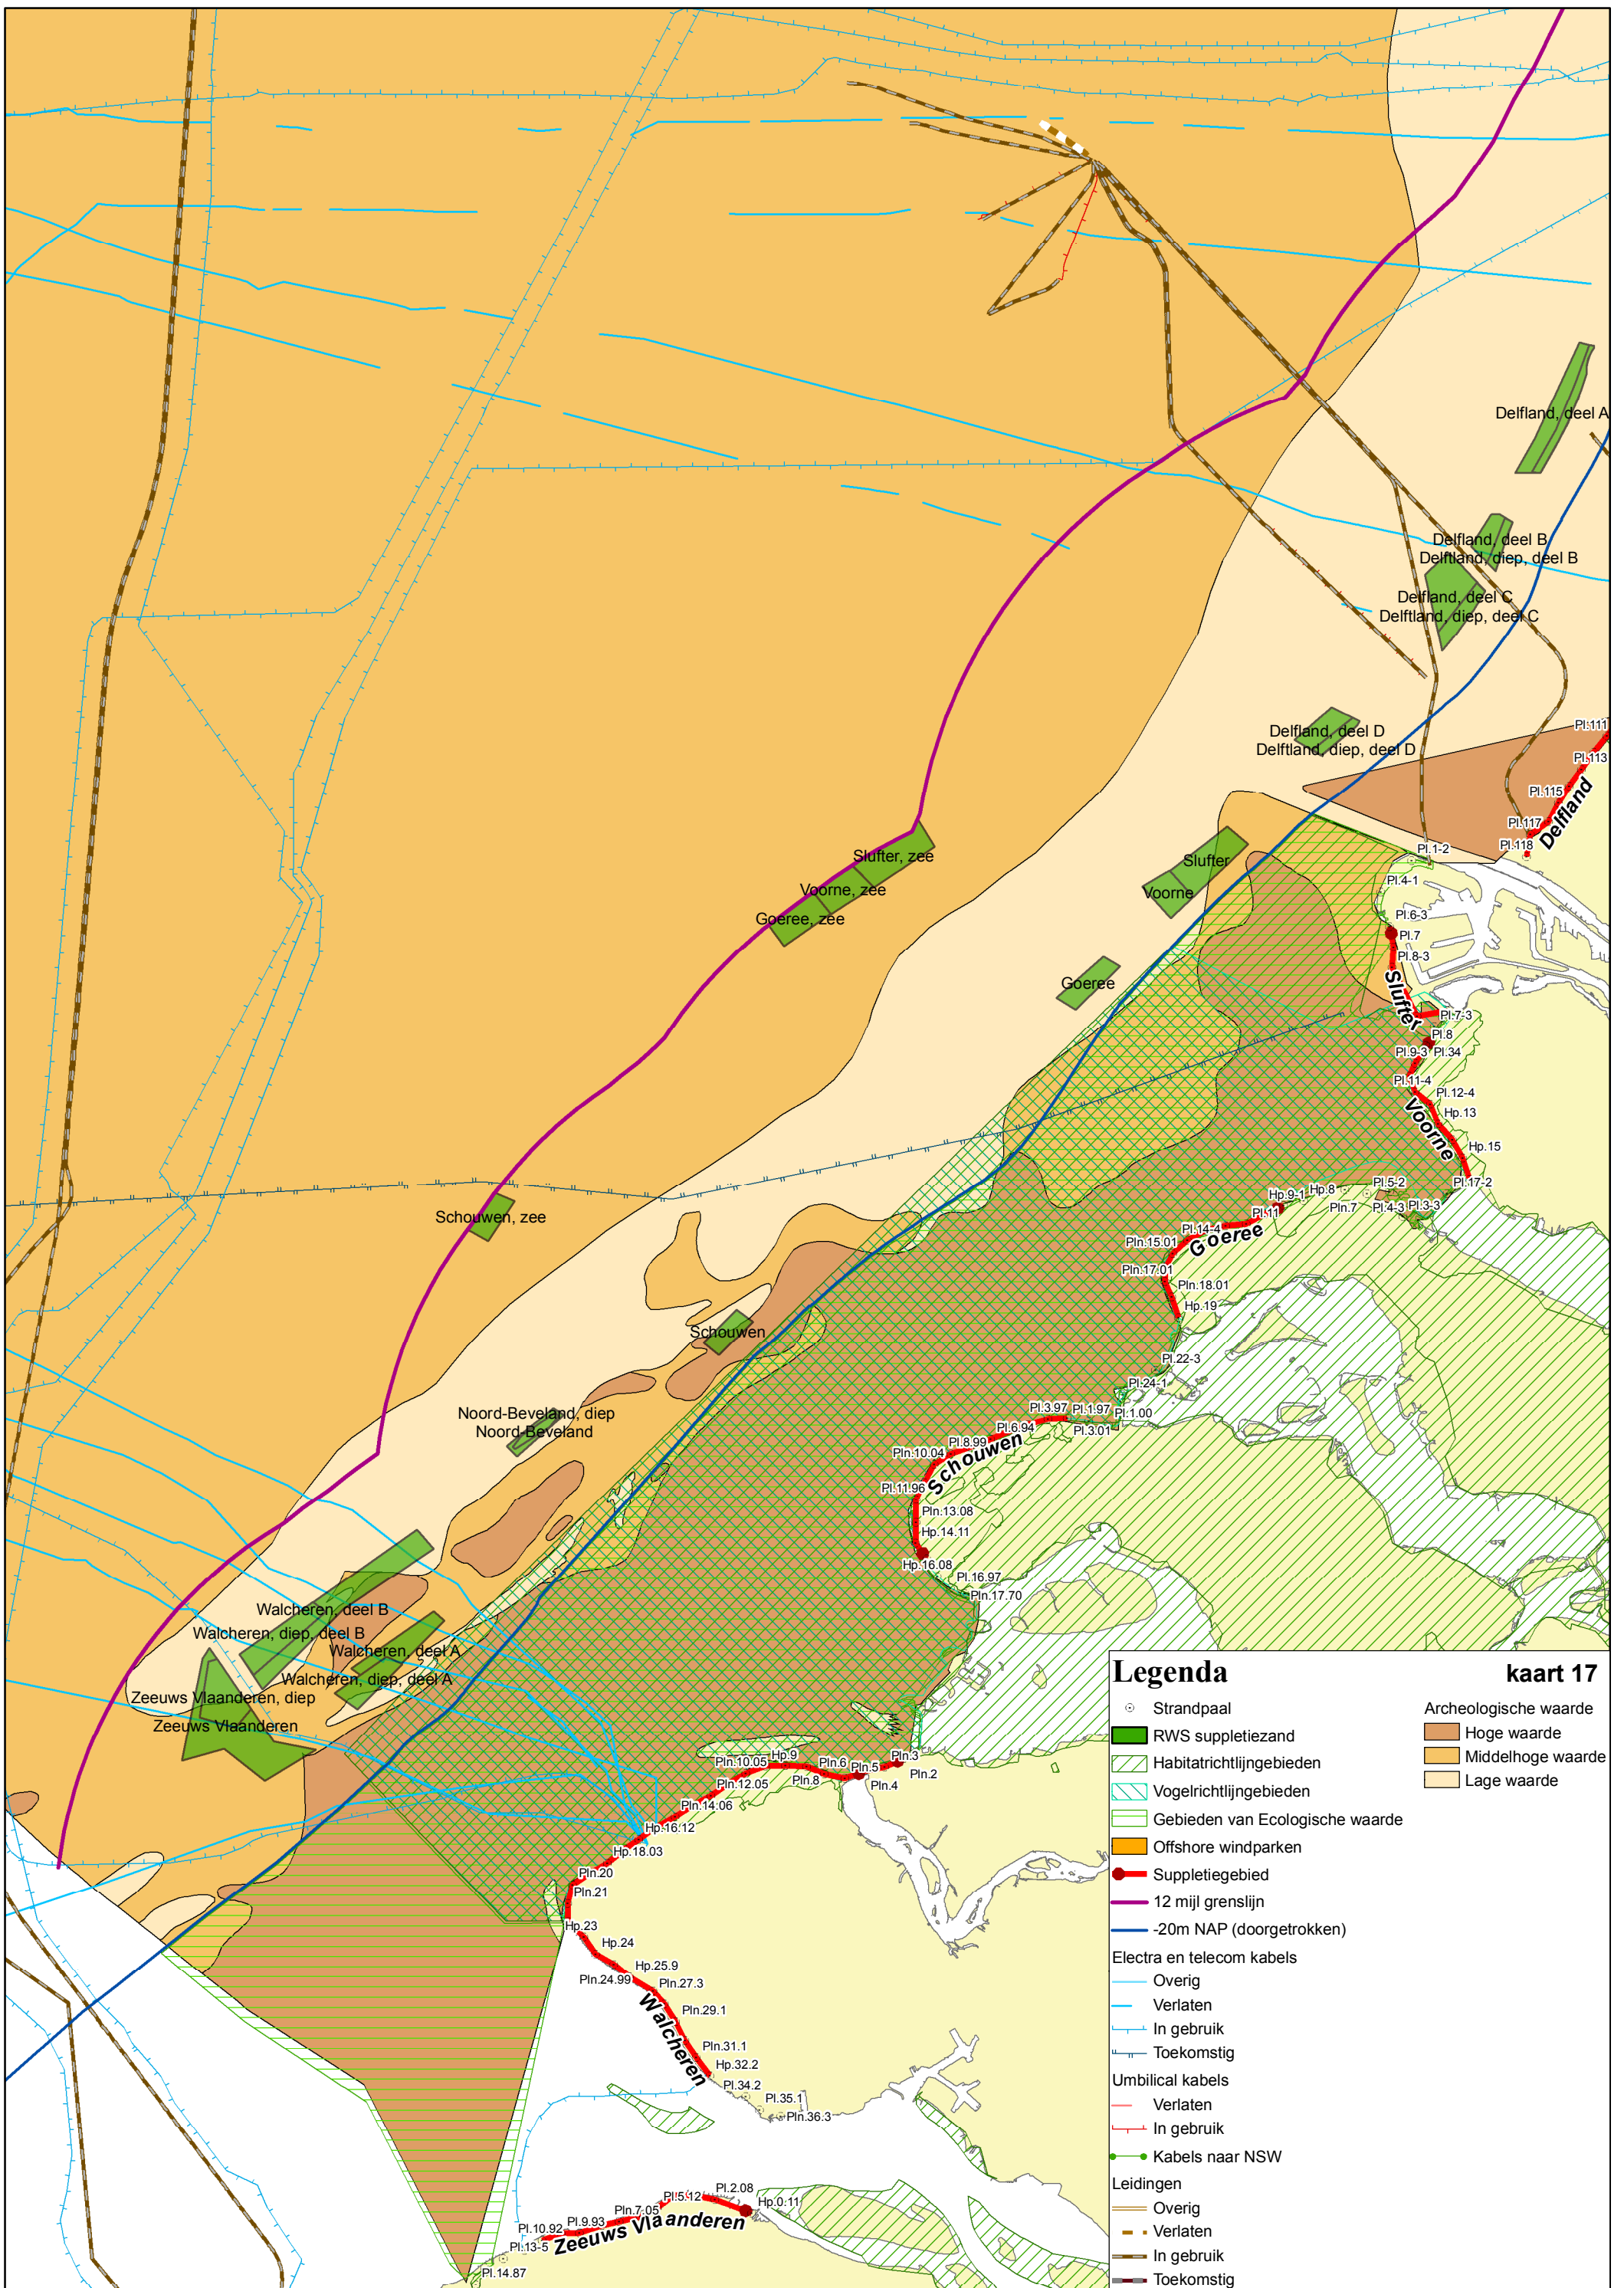 Delfland, deel A
Delfland, deel B
Delftland, diep, deel B
Delfland, deel C
Delftland, diep, deel C
Delfland, deel D
Delftland, diep, deel D
Pl.111
Pl.113
Pl.115
Pl.117
Pl.118
Delfland
Pl.1-2
Pl.4-1
Pl.6-3
Pl.7
Pl.8-3
Slufter
Pl.7-3
Pl.8
Pl.9-3
Pl.34
Pl.11-4
Pl.12-4
Hp.13
Voorne
Hp.15
Pl.17-2
Slufter, zee
Voorne, zee
Goeree, zee
Slufter
Voorne
Goeree
Pl.5-2
Pl.4-3
Pl.3-3
Pln.7
Hp.8
Hp.9-1
Pl.11
Pl.14-4
Goeree
Pln.15.01
Pln.17.01
Pln.18.01
Hp.19
Pl.22-3
Pl.24-1
Schouwen, zee
Schouwen
Noord-Beveland, diep
Noord-Beveland
Pl.1.00
Pl.1.97
Pl.3.01
Pl.3.97
Pl.6.94
Pl.8.99
Pln.10.04
Schouwen
Pl.11.96
Pln.13.08
Hp.14.11
Hp.16.08
Pl.16.97
Pln.17.70
Walcheren, deel B
Walcheren, diep, deel B
Walcheren, deel A
Walcheren, diep, deel A
Zeeuws Vlaanderen, diep
Zeeuws Vlaanderen
Pln.2
Pln.3
Pln.4
Pln.5
Pln.6
Pln.8
Hp.9
Pln.10.05
Pln.12.05
Pln.14.06
Hp.16.12
Hp.18.03
Pln.20
Pln.21
Hp.23
Hp.24
Pln.24.99
Hp.25.9
Pln.27.3
Pln.29.1
Walcheren
Pln.31.1
Hp.32.2
Pl.34.2
Pl.35.1
Pln.36.3
Hp.0.11
Pl.2.08
Pl.5.12
Pln.7.05
Pl.9.93
Pl.10.92
Zeeuws Vlaanderen
Pl.13-5
Pl.14.87
Legenda
kaart 17
Strandpaal
RWS suppletiezand
Habitatrichtlijngebieden
Vogelrichtlijngebieden
Gebieden van Ecologische waarde
Offshore windparken
Suppletiegebied
12 mijl grenslijn
-20m NAP (doorgetrokken)
Electra en telecom kabels
Overig
Verlaten
In gebruik
Toekomstig
Umbilical kabels
Verlaten
In gebruik
Kabels naar NSW
Leidingen
Overig
Verlaten
In gebruik
Toekomstig
Archeologische waarde
Hoge waarde
Middelhoge waarde
Lage waarde